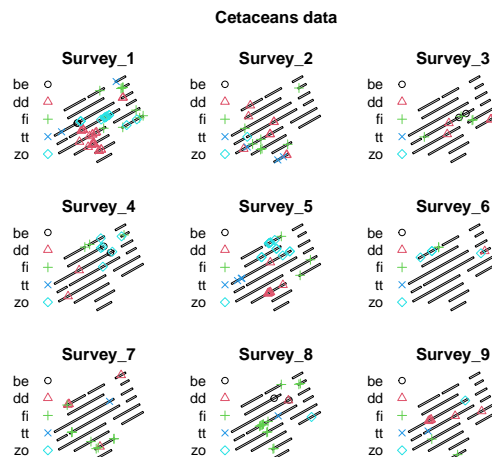 Cetaceans data
Survey_1
be
dd
fi
tt
zo
Survey_2
be
dd
fi
tt
zo
Survey_3
be
dd
fi
tt
zo
Survey_4
be
dd
fi
tt
zo
Survey_5
be
dd
fi
tt
zo
Survey_6
be
dd
fi
tt
zo
Survey_7
be
dd
fi
tt
zo
Survey_8
be
dd
fi
tt
zo
Survey_9
be
dd
fi
tt
zo